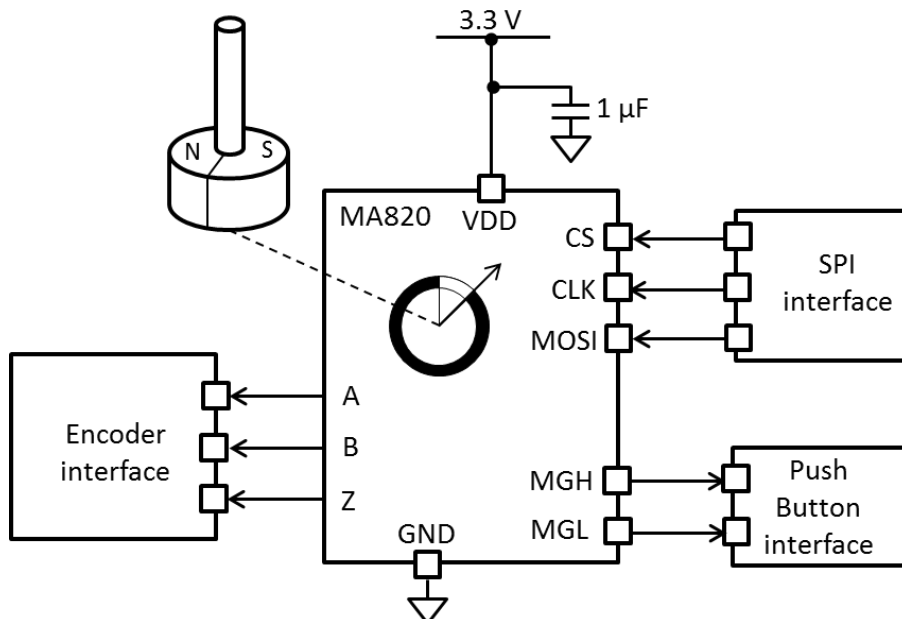 3.3 V
1 µF
N
S
MA820
VDD
CS
CLK
MOSI
SPI
interface
A
B
Z
Encoder
interface
MGH
MGL
Push
Button
interface
GND